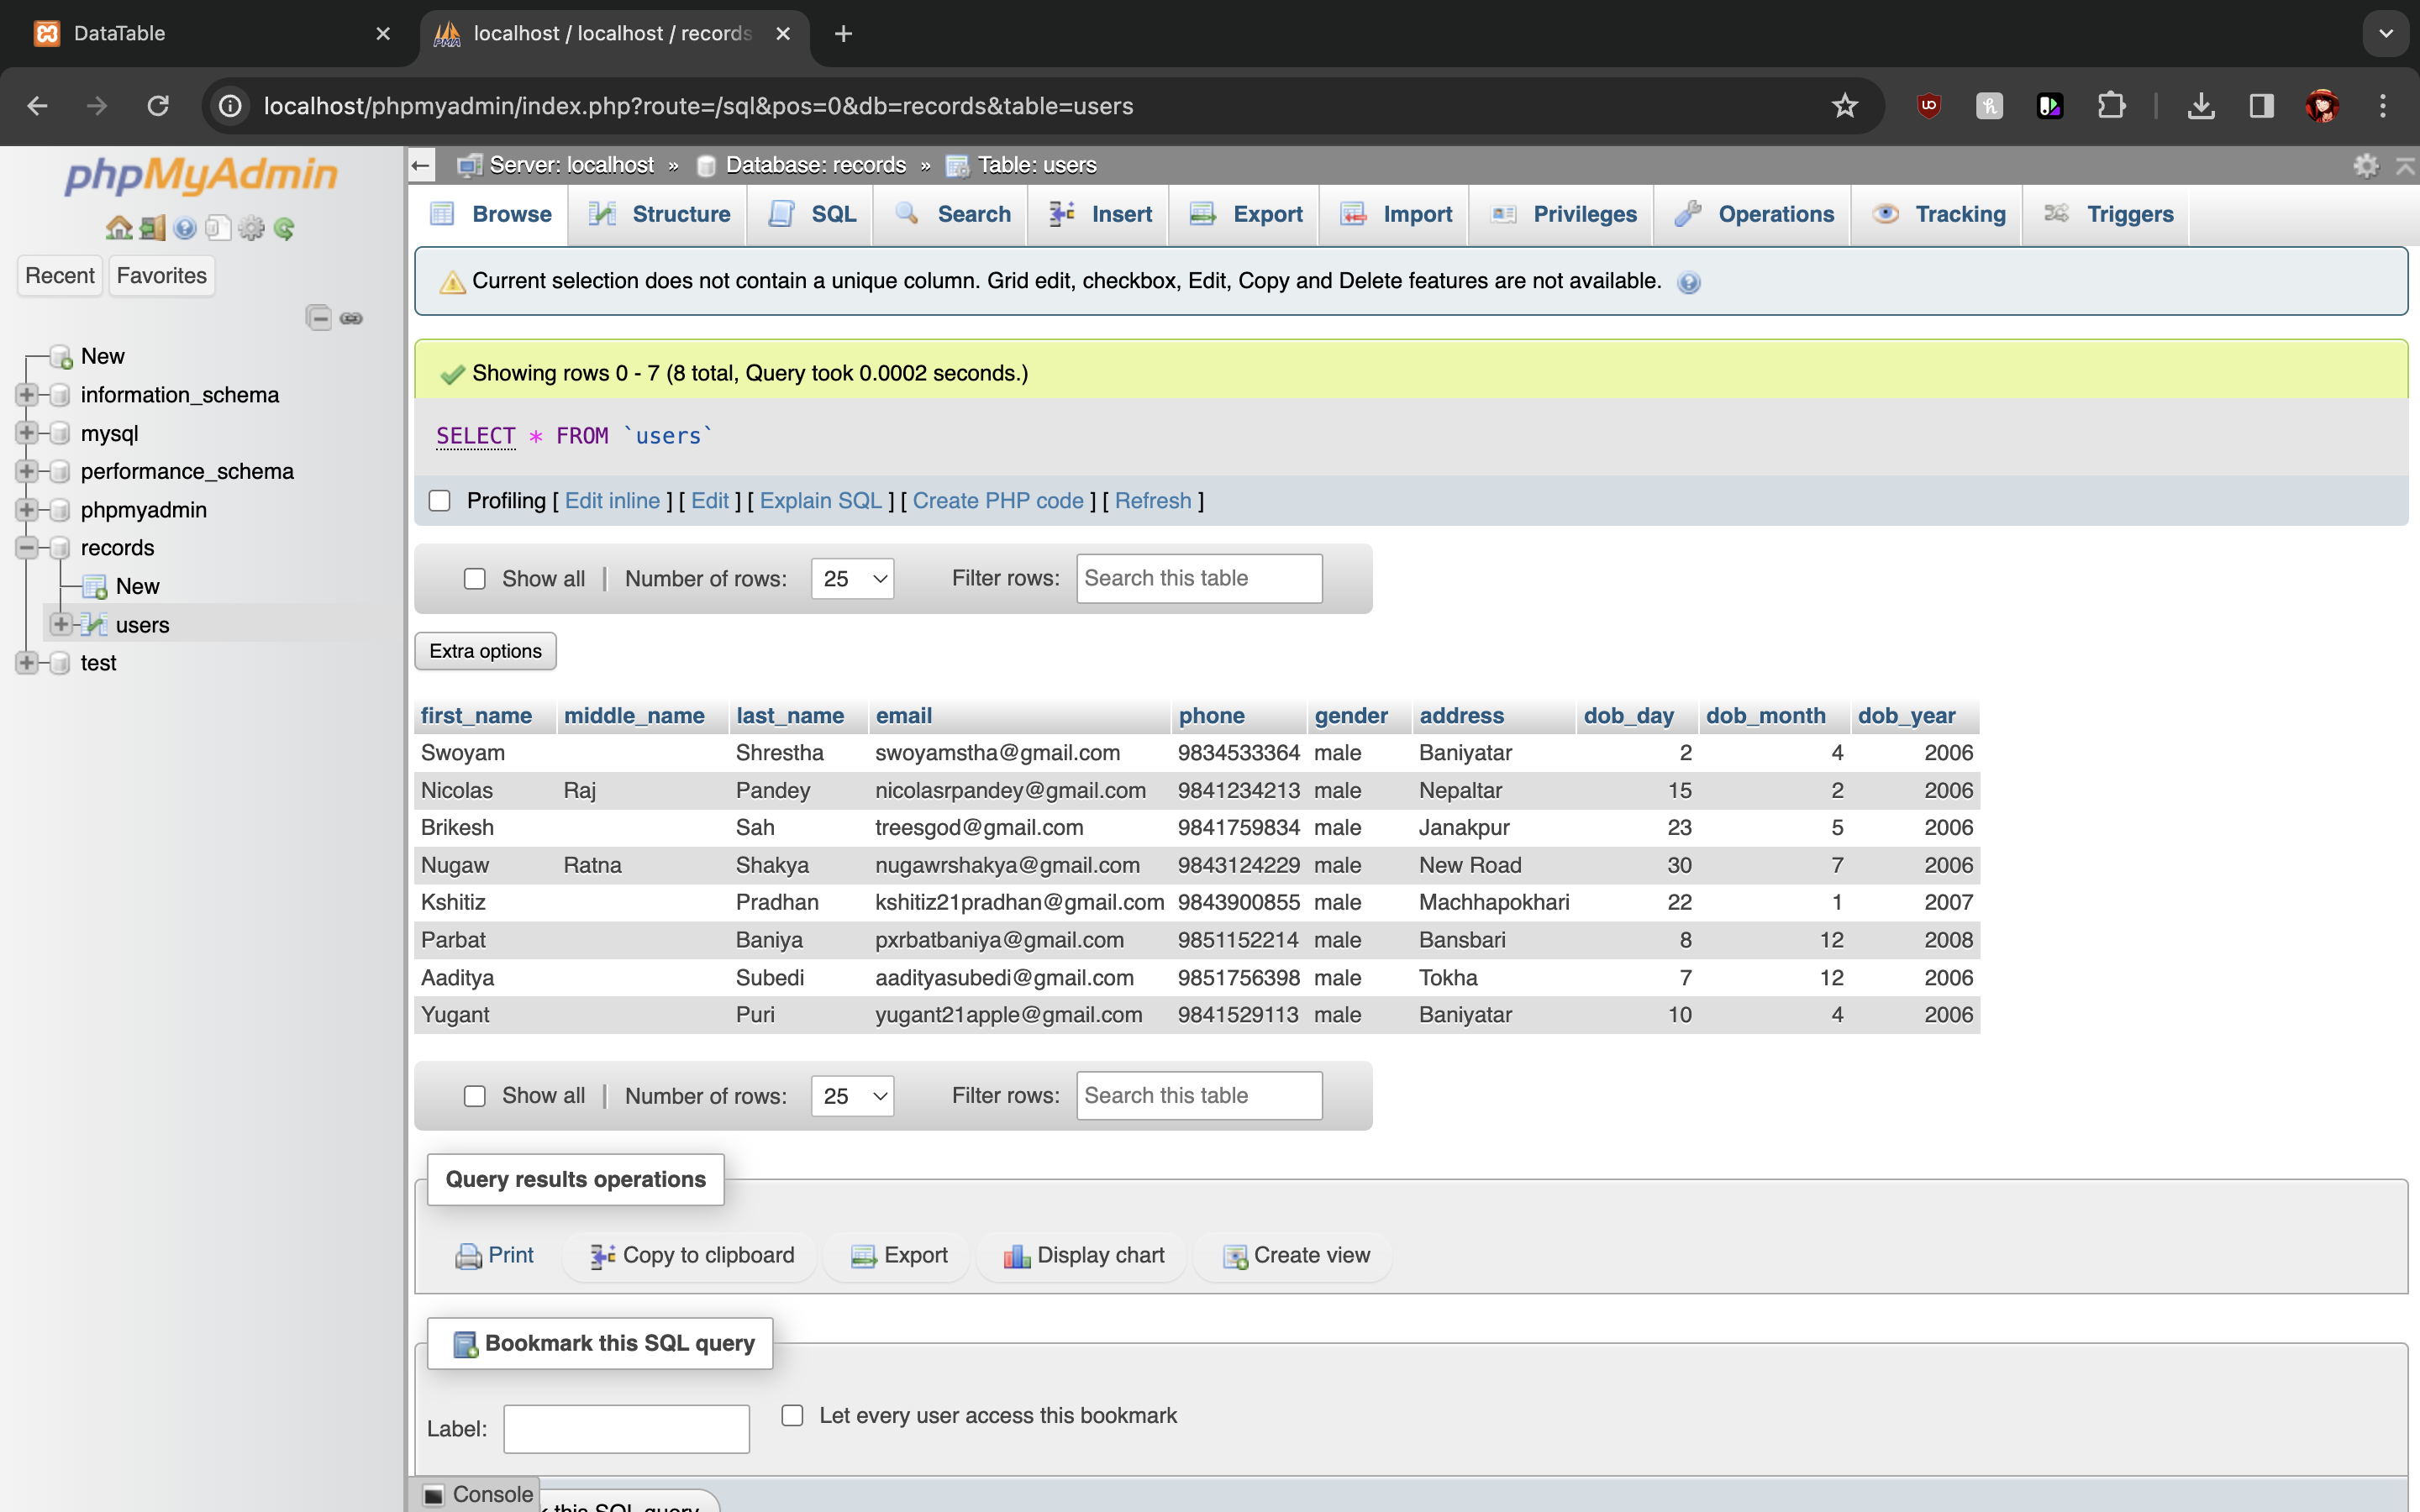 DataTable
localhost / localhost / records
localhost/phpmyadmin/index.php?route=/sql&pos=0&db=records&table=users
phpMyAdmin
Recent Favorites
New
information_schema
mysql
performance_schema
phpmyadmin
records
New
users
test
Server: localhost » Database: records » Table: users
Browse Structure SQL Search Insert Export Import Privileges Operations Tracking Triggers
Current selection does not contain a unique column. Grid edit, checkbox, Edit, Copy and Delete features are not available.
Showing rows 0 - 7 (8 total, Query took 0.0002 seconds.)
SELECT * FROM `users`
Profiling [ Edit inline ] [ Edit ] [ Explain SQL ] [ Create PHP code ] [ Refresh ]
Show all | Number of rows: 25 Filter rows: Search this table
Extra options
first_name middle_name last_name email phone gender address dob_day dob_month dob_year
Swoyam Shrestha swoyamstha@gmail.com 9834533364 male Baniyatar 2 4 2006
Nicolas Raj Pandey nicolasrpandey@gmail.com 9841234213 male Nepaltar 15 2 2006
Brikesh Sah treesgod@gmail.com 9841759834 male Janakpur 23 5 2006
Nugaw Ratna Shakya nugawrshakya@gmail.com 9843124229 male New Road 30 7 2006
Kshitiz Pradhan kshitiz21pradhan@gmail.com 9843900855 male Machhapokhari 22 1 2007
Parbat Baniya pxrbatbaniya@gmail.com 9851152214 male Bansbari 8 12 2008
Aaditya Subedi aadityasubedi@gmail.com 9851756398 male Tokha 7 12 2006
Yugant Puri yugant21apple@gmail.com 9841529113 male Baniyatar 10 4 2006
Show all | Number of rows: 25 Filter rows: Search this table
Query results operations
Print Copy to clipboard Export Display chart Create view
Bookmark this SQL query
Label: Let every user access this bookmark
Console this SQL query